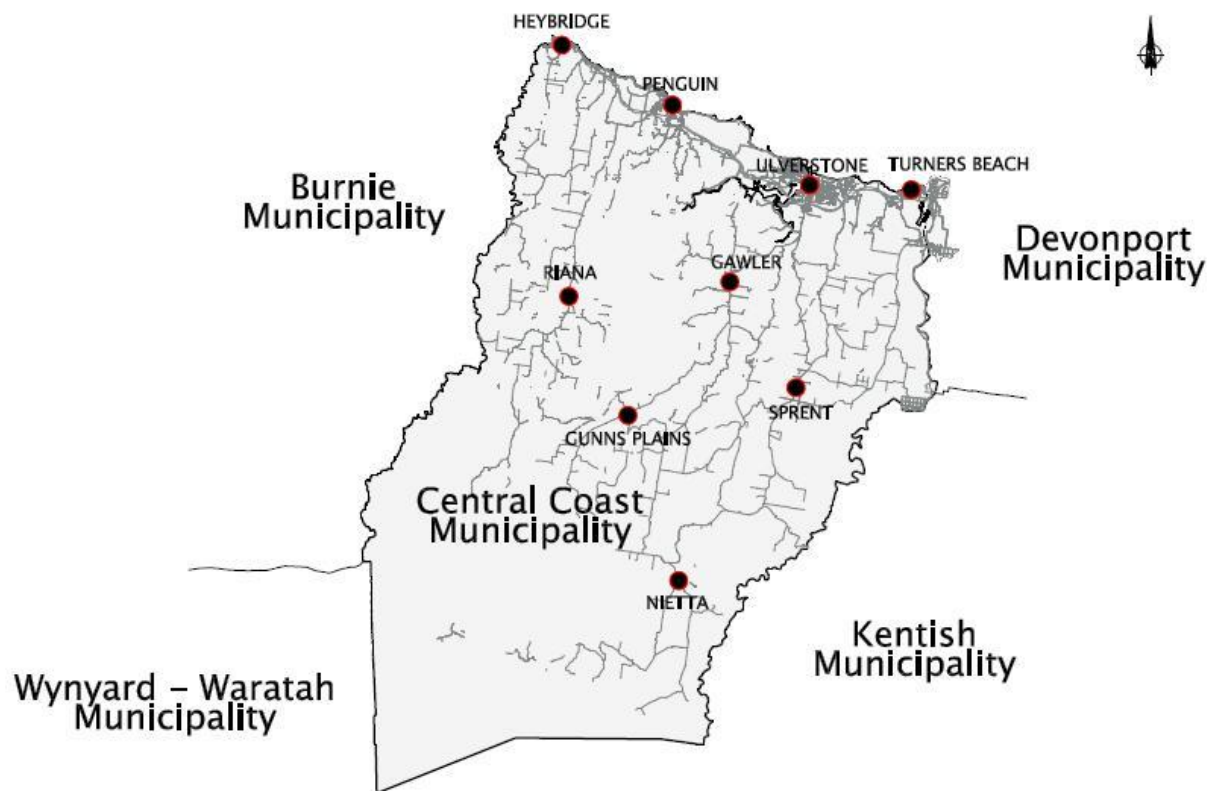 HEYBRIDGE
PENGUIN
ULVERSTONE
TURNERS BEACH
Burnie
Municipality
Devonport
Municipality
GAWLER
RIANA
SPRENT
GUNNS PLAINS
Central Coast
Municipality
NIETTA
Kentish
Municipality
Wynyard – Waratah
Municipality